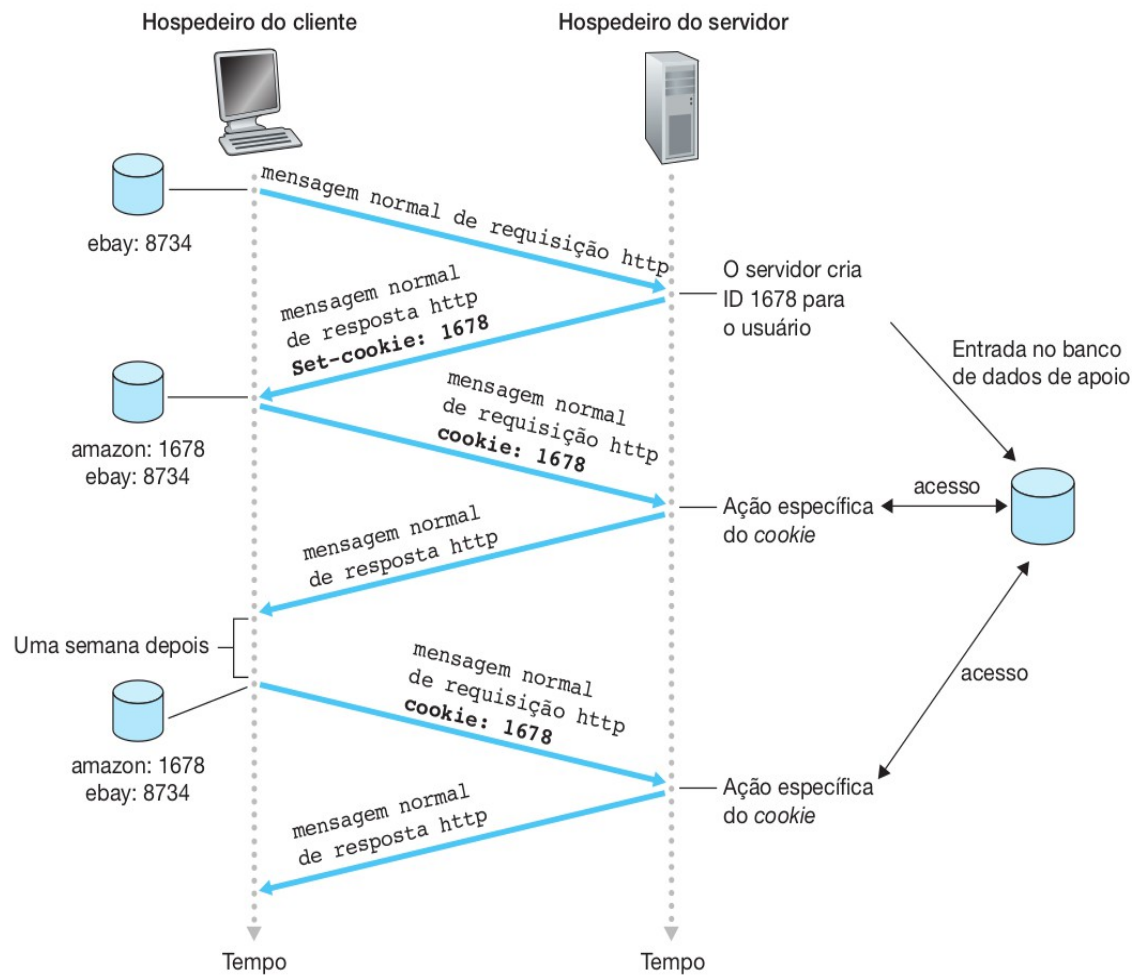 Hospedeiro do cliente
Hospedeiro do servidor
mensagem normal de requisição http
ebay: 8734
O servidor cria
ID 1678 para
o usuário
mensagem normal
de resposta http
Set-cookie: 1678
Entrada no banco
de dados de apoio
mensagem normal
de requisição http
cookie: 1678
amazon: 1678
ebay: 8734
acesso
Ação específica
do cookie
mensagem normal
de resposta http
Uma semana depois
mensagem normal
de requisição http
cookie: 1678
acesso
amazon: 1678
ebay: 8734
Ação específica
do cookie
mensagem normal
de resposta http
Tempo
Tempo